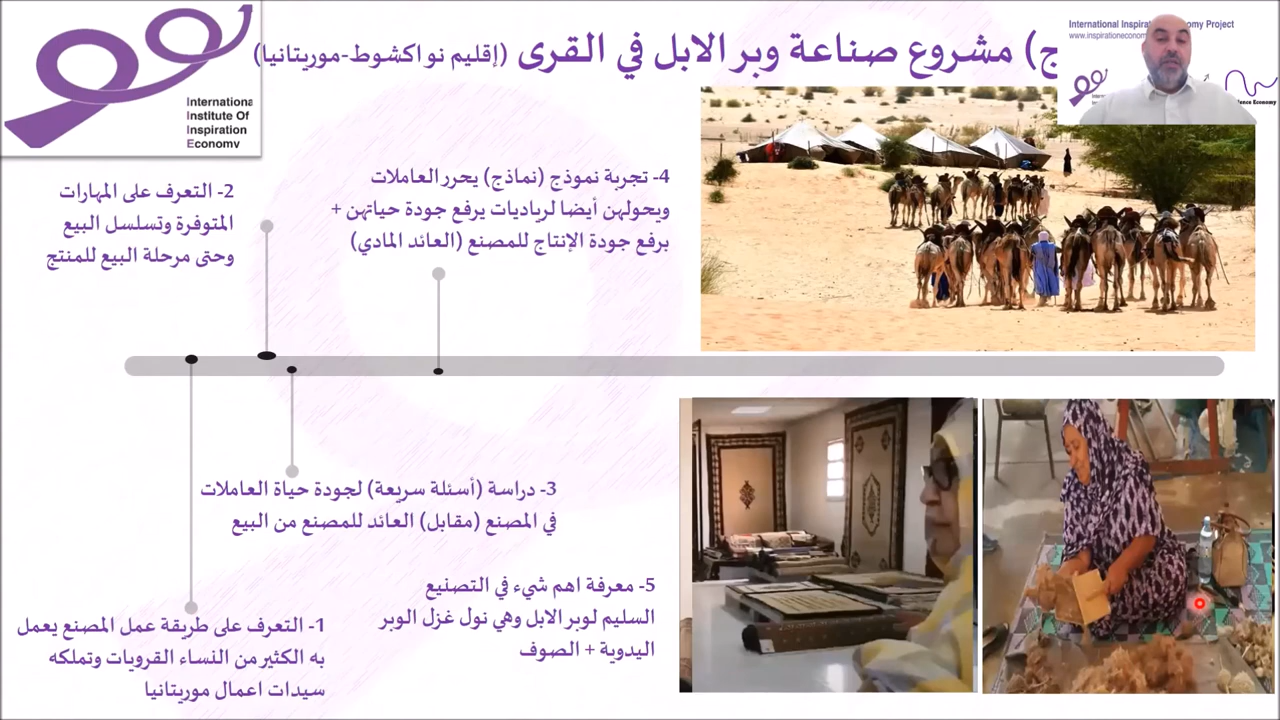 International
Institute Of
Inspiration
Economy
ج) مشروع صناعة وبر الابل في القرى (إقليم نواكشوط-موريتانيا)
International Inspira
Economy Project
www.inspirationeconom
ience Economy
2- التعرف على المهارات
المتوفرة وتسلسل البيع
وحتى مرحلة البيع للمنتج
4- تجربة نموذج (نماذج) يحرر العاملات
ويحولهن أيضا لرياديات يرفع جودة حياتهن +
برفع جودة الإنتاج للمصنع (العائد المادي)
3- دراسة (أسئلة سريعة) لجودة حياة العاملات
في المصنع (مقابل) العائد للمصنع من البيع
1- التعرف على طريقة عمل المصنع يعمل
به الكثير من النساء القرويات وتملكه
سيدات اعمال موريتانيا
5- معرفة اهم شيء في التصنيع
السليم لوبر الابل وهي نول غزل الوبر
اليدوية + الصوف